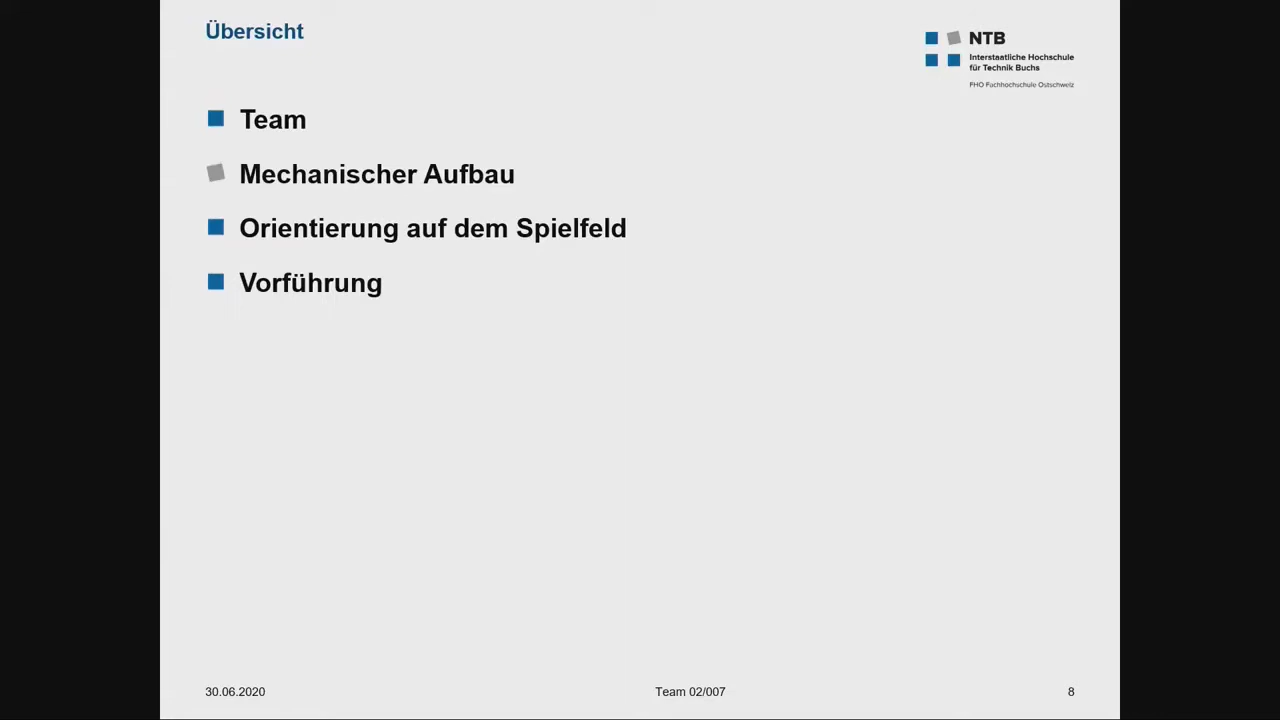 Übersicht
NTB
Interstaatliche Hochschule
für Technik Buchs
FHO Fachhochschule Ostschweiz
Team
Mechanischer Aufbau
Orientierung auf dem Spielfeld
Vorführung
30.06.2020
Team 02/007
8